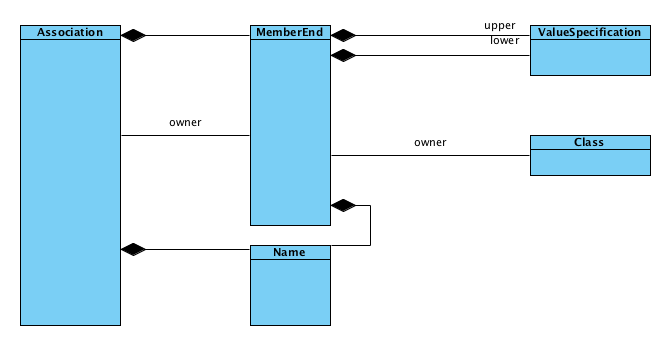 upper
Association
MemberEnd
ValueSpecification
lower
owner
owner
Class
Name